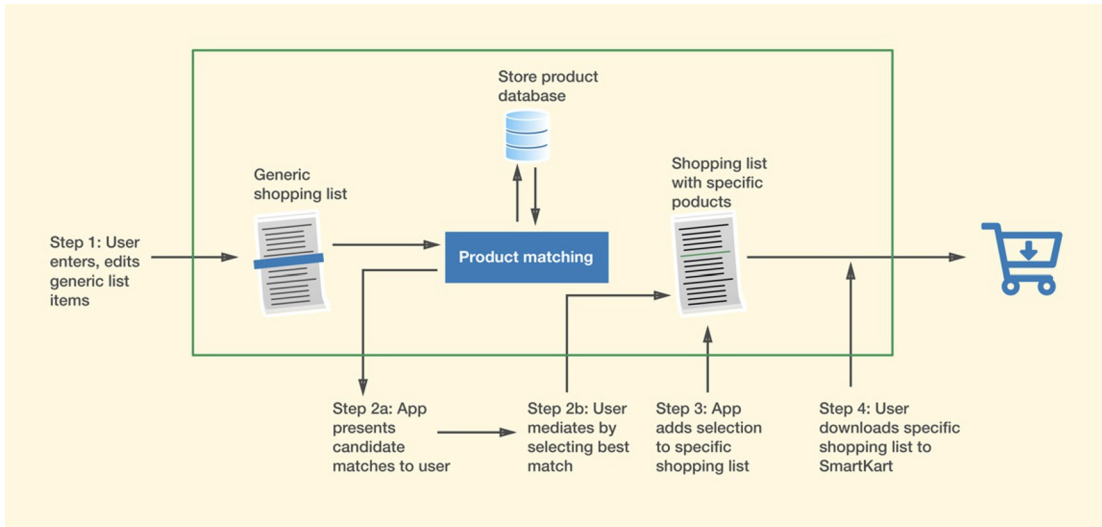 Store product
database
Generic
shopping list
Shopping list
with specific
poducts
Step 1: User
enters, edits
generic list
items
Product matching
Step 2a: App
presents
candidate
matches to user
Step 2b: User
mediates by
selecting best
match
Step 3: App
adds selection
to specific
shopping list
Step 4: User
downloads specific
shopping list to
SmartKart